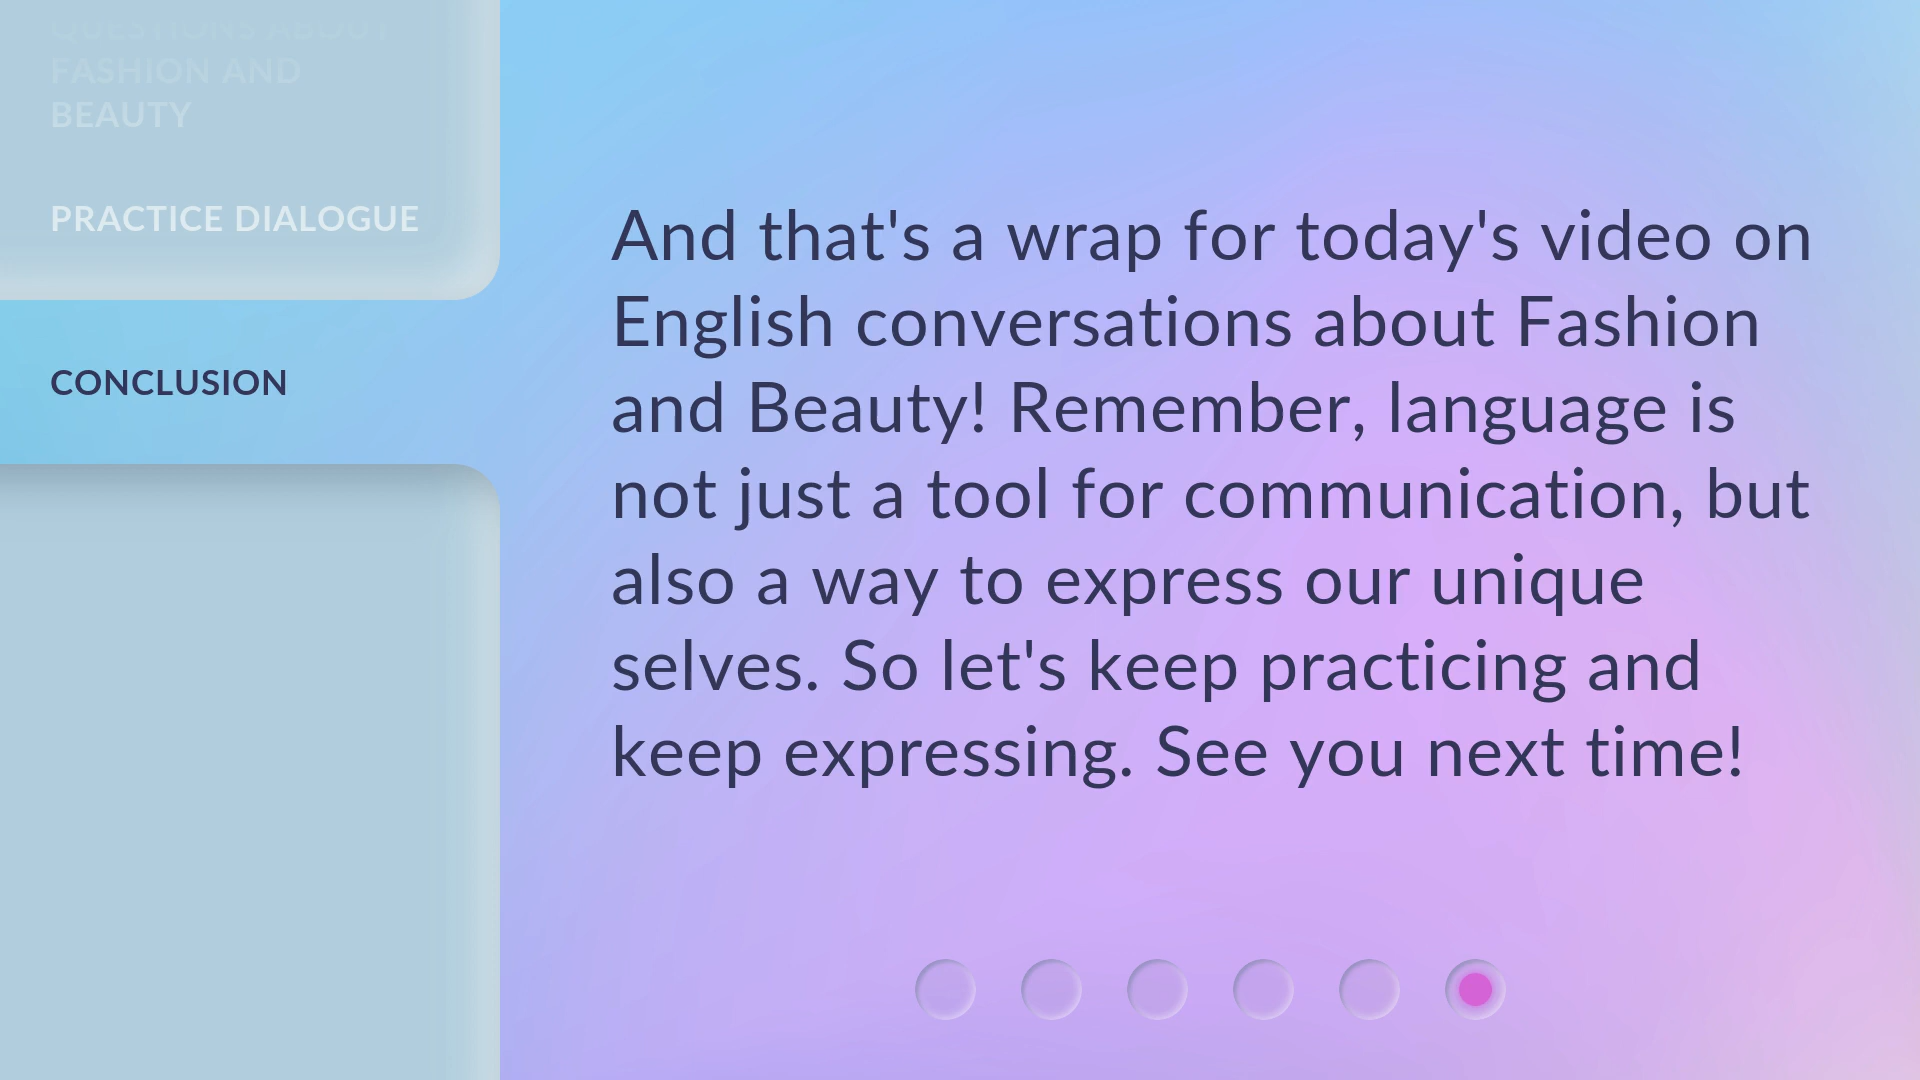 QUESTIONS ABOUT
FASHION AND
BEAUTY
PRACTICE DIALOGUE
CONCLUSION
And that's a wrap for today's video on
English conversations about Fashion
and Beauty! Remember, language is
not just a tool for communication, but
also a way to express our unique
selves. So let's keep practicing and
keep expressing. See you next time!